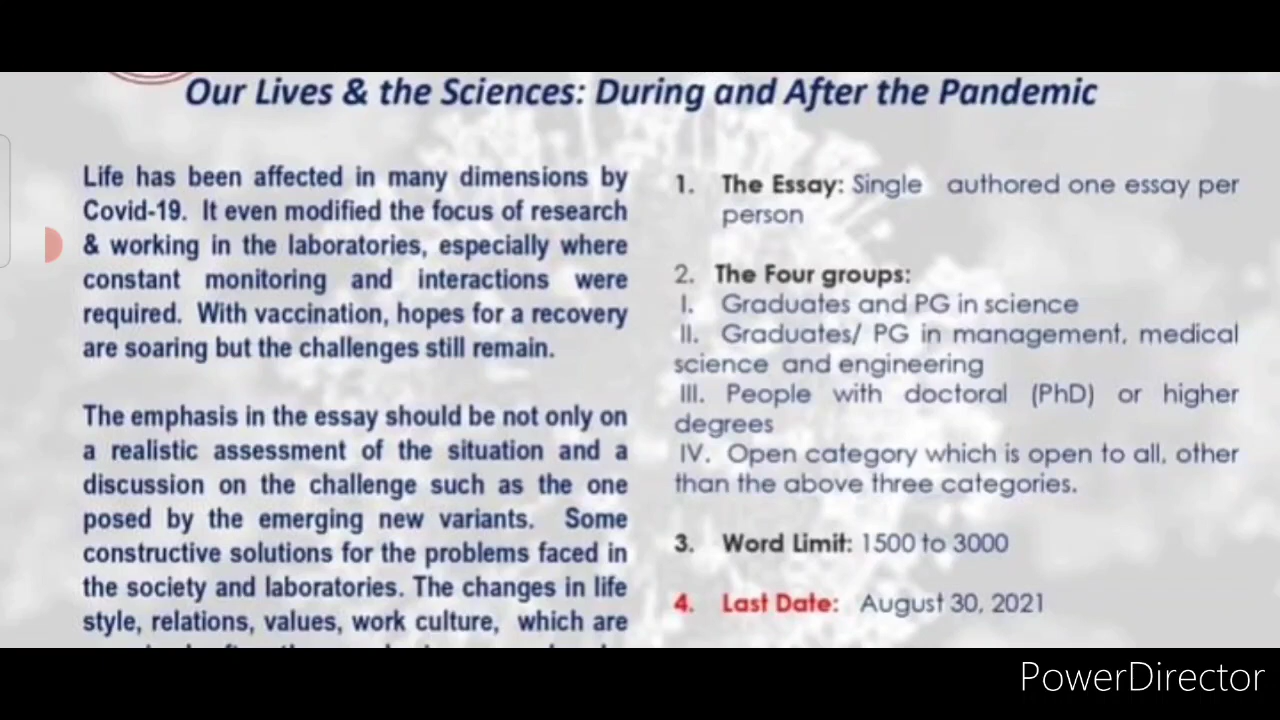 Our Lives & the Sciences: During and After the Pandemic
Life has been affected in many dimensions by
Covid-19. It even modified the focus of research
& working in the laboratories, especially where
constant monitoring and interactions were
required. With vaccination, hopes for a recovery
are soaring but the challenges still remain.
The emphasis in the essay should be not only on
a realistic assessment of the situation and a
discussion on the challenge such as the one
posed by the emerging new variants. Some
constructive solutions for the problems faced in
the society and laboratories. The changes in life
style, relations, values, work culture, which are
1. The Essay: Single authored one essay per
person
2. The Four groups:
I. Graduates and PG in science
II. Graduates/ PG in management, medical
science and engineering
III. People with doctoral (PhD) or higher
degrees
IV. Open category which is open to all, other
than the above three categories.
3. Word Limit: 1500 to 3000
4. Last Date: August 30, 2021
PowerDirector